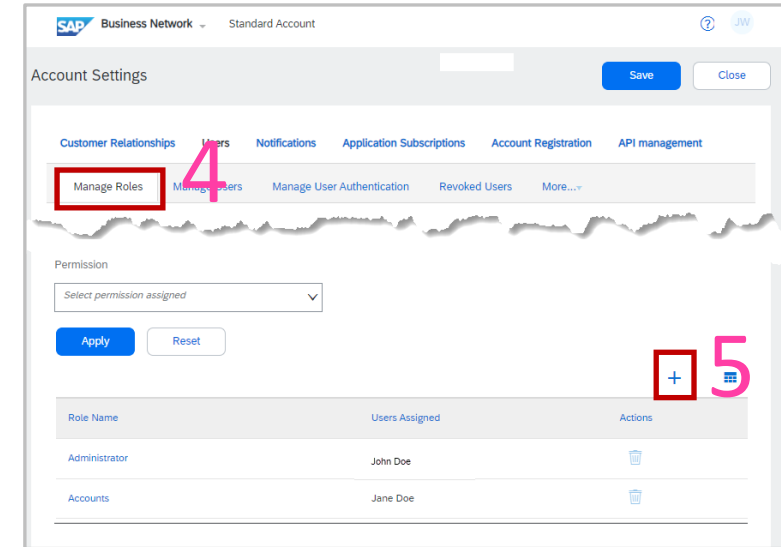 SAP Business Network Standard Account ? JW
Account Settings Save Close
Customer Relationships Users Notifications Application Subscriptions Account Registration API management
4
Manage Roles Manage Users Manage User Authentication Revoked Users More...
Permission
Select permission assigned
Apply Reset
+ 5
Role Name Users Assigned Actions
Administrator John Doe
Accounts Jane Doe